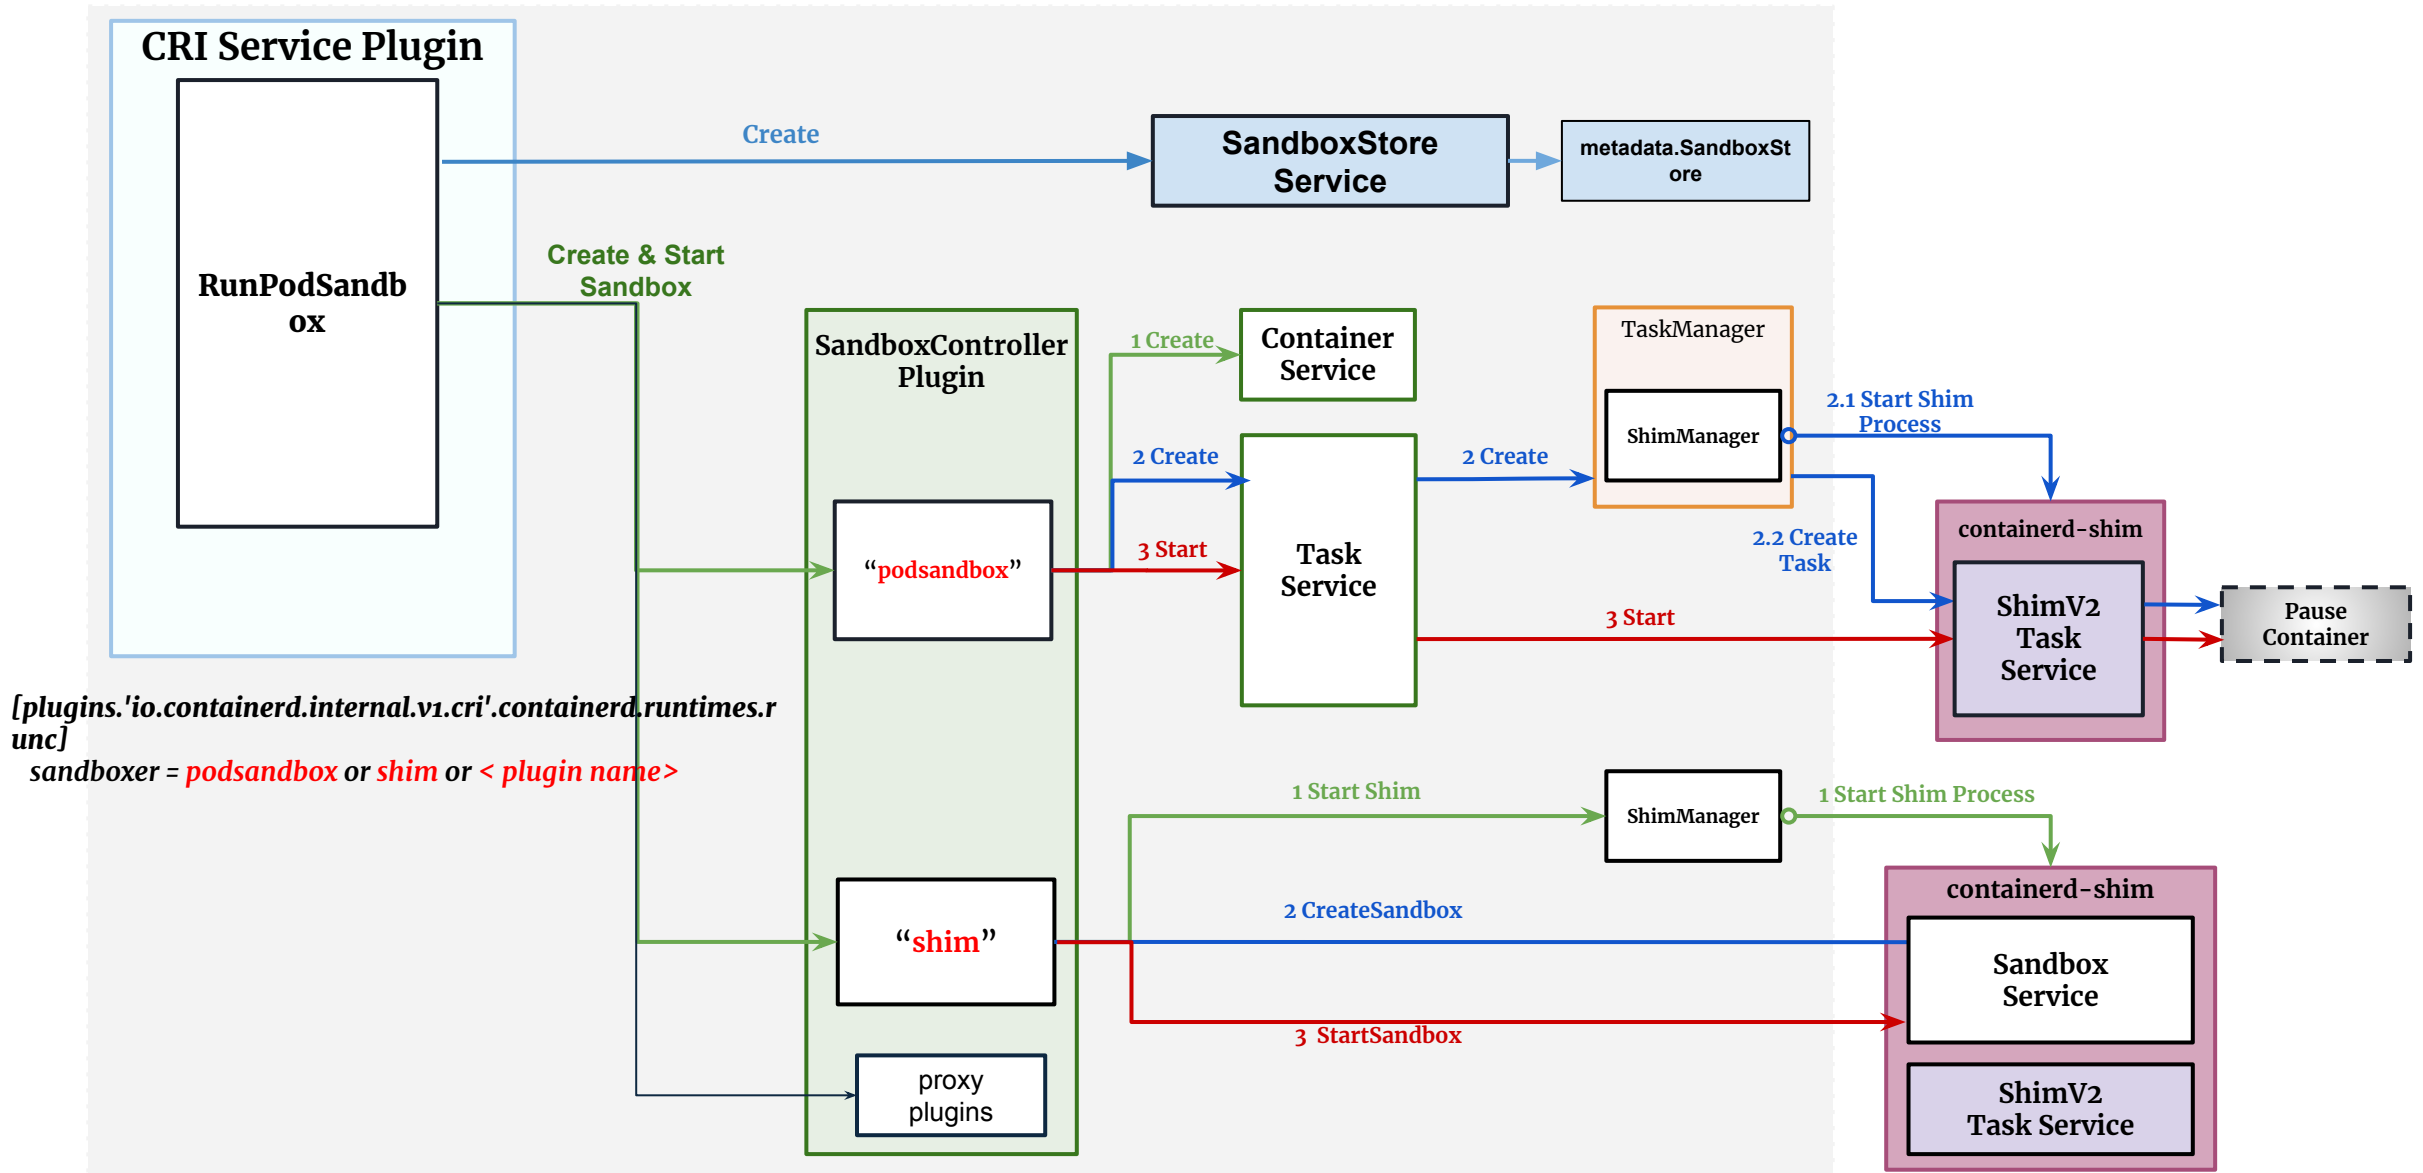 CRI Service Plugin
RunPodSandb
ox
Create
SandboxStore
Service
metadata.SandboxSt
ore
Create & Start
Sandbox
SandboxController
Plugin
“podsandbox”
“shim”
proxy
plugins
1 Create
Container
Service
2 Create
3 Start
Task
Service
2 Create
TaskManager
ShimManager
2.1 Start Shim
Process
2.2 Create
Task
3 Start
containerd-shim
ShimV2
Task
Service
Pause
Container
[plugins.'io.containerd.internal.v1.cri'.containerd.runtimes.r
unc]
sandboxer = podsandbox or shim or < plugin name>
1 Start Shim
ShimManager
1 Start Shim Process
2 CreateSandbox
3 StartSandbox
containerd-shim
Sandbox
Service
ShimV2
Task Service